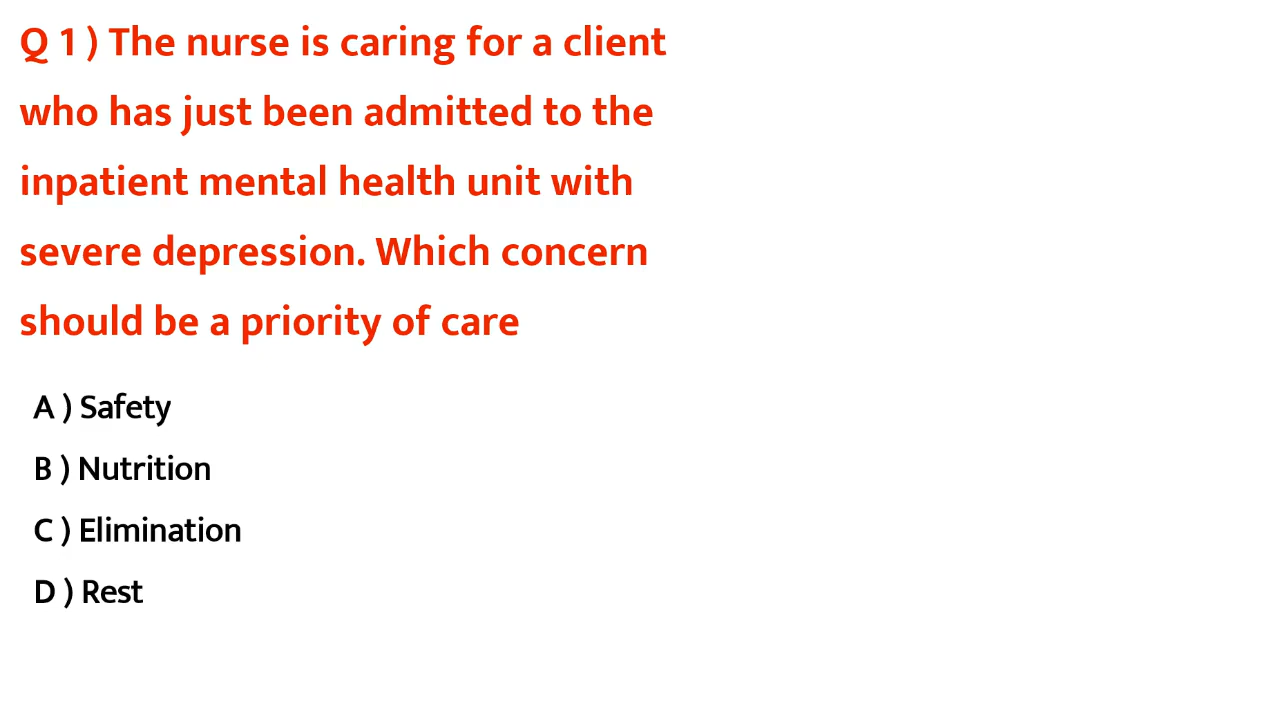 Q 1 ) The nurse is caring for a client
who has just been admitted to the
inpatient mental health unit with
severe depression. Which concern
should be a priority of care
A ) Safety
B ) Nutrition
C ) Elimination
D ) Rest